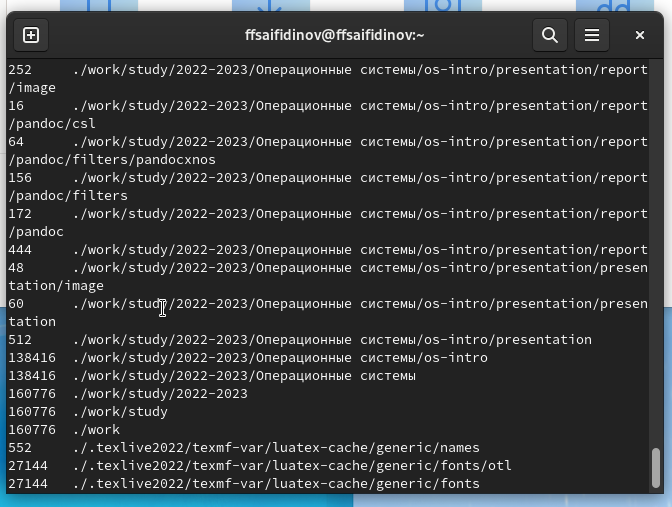 ffsaifidinov@ffsaifidinov:~
252     ./work/study/2022-2023/Операционные системы/os-intro/presentation/report
/image
16      ./work/study/2022-2023/Операционные системы/os-intro/presentation/report
/pandoc/csl
64      ./work/study/2022-2023/Операционные системы/os-intro/presentation/report
/pandoc/filters/pandocxnos
156     ./work/study/2022-2023/Операционные системы/os-intro/presentation/report
/pandoc/filters
172     ./work/study/2022-2023/Операционные системы/os-intro/presentation/report
/pandoc
444     ./work/study/2022-2023/Операционные системы/os-intro/presentation/report
48      ./work/study/2022-2023/Операционные системы/os-intro/presentation/presen
tation/image
60      ./work/study/2022-2023/Операционные системы/os-intro/presentation/presen
tation
512     ./work/study/2022-2023/Операционные системы/os-intro/presentation
138416  ./work/study/2022-2023/Операционные системы/os-intro
138416  ./work/study/2022-2023/Операционные системы
160776  ./work/study/2022-2023
160776  ./work/study
160776  ./work
552     ./.texlive2022/texmf-var/luatex-cache/generic/names
27144   ./.texlive2022/texmf-var/luatex-cache/generic/fonts/otl
27144   ./.texlive2022/texmf-var/luatex-cache/generic/fonts